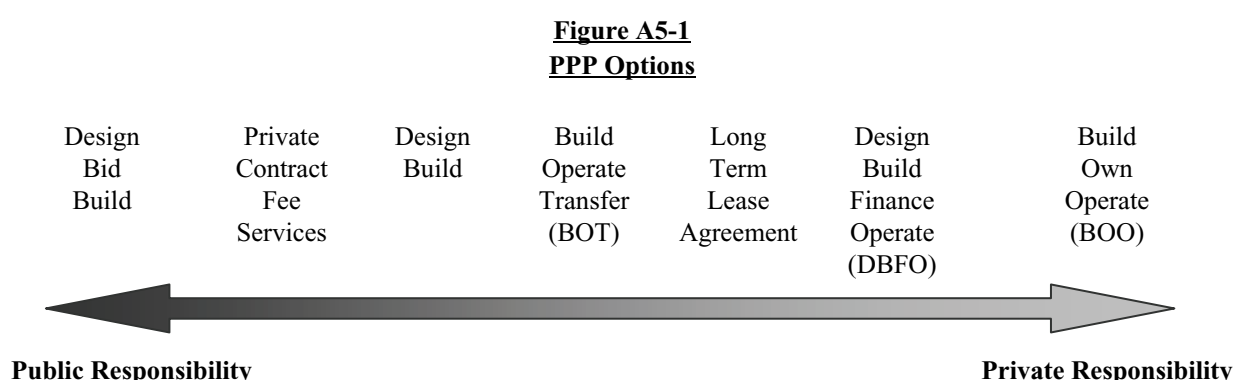 Figure A5-1
PPP Options
Design
Bid
Build
Private
Contract
Fee
Services
Design
Build
Build
Operate
Transfer
(BOT)
Long
Term
Lease
Agreement
Design
Build
Finance
Operate
(DBFO)
Build
Own
Operate
(BOO)
Public Responsibility
Private Responsibility